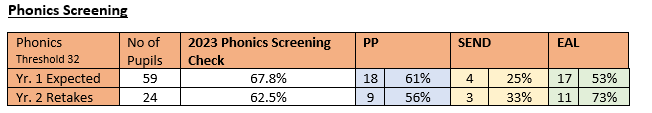 Phonics Screening
Phonics No of 2023 Phonics Screening PP SEND EAL
Threshold 32 Pupils Check
Yr. 1 Expected 59 67.8% 18 61% 4 25% 17 53%
Yr. 2 Retakes 24 62.5% 9 56% 3 33% 11 73%